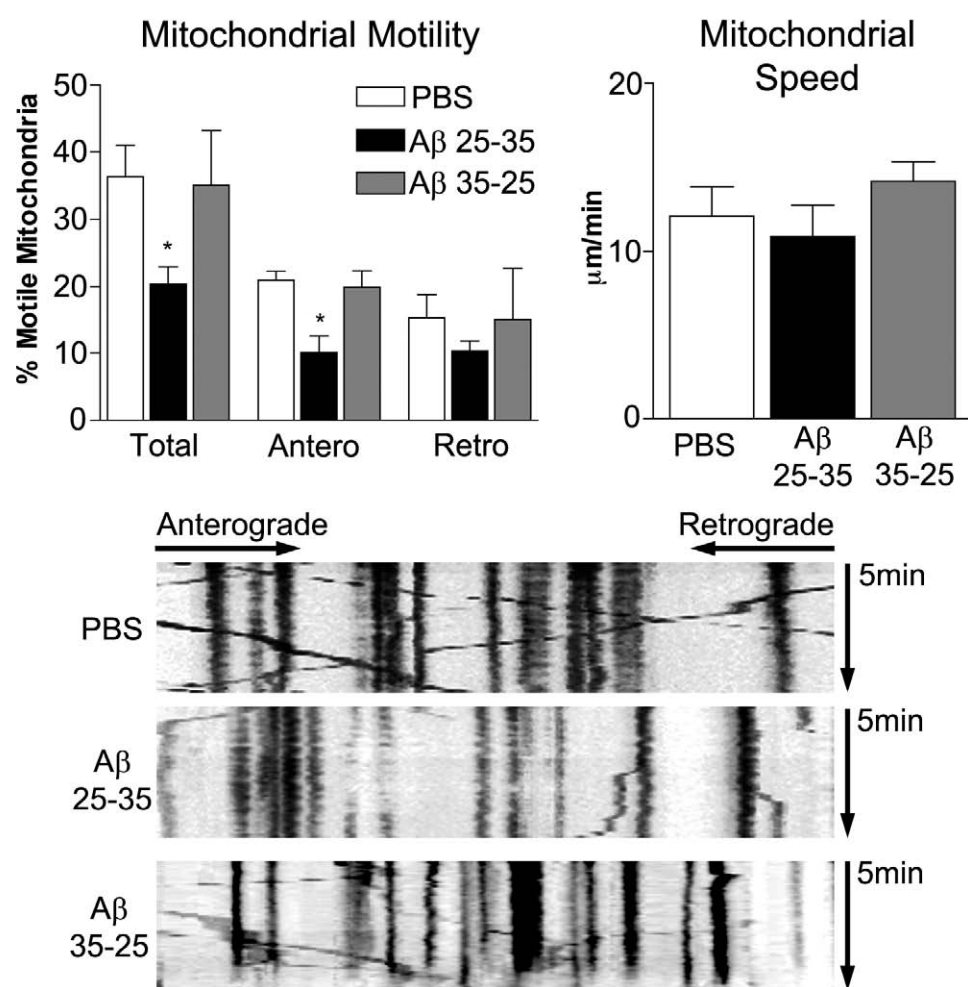 Mitochondrial Motility
% Motile Mitochondria
50
40
30
20
10
0
PBS
Aβ 25-35
Aβ 35-25
*
*
Total
Antero
Retro
Mitochondrial
Speed
μm/min
20
10
0
PBS
Aβ
25-35
Aβ
35-25
Anterograde
Retrograde
PBS
5min
Aβ
25-35
5min
Aβ
35-25
5min